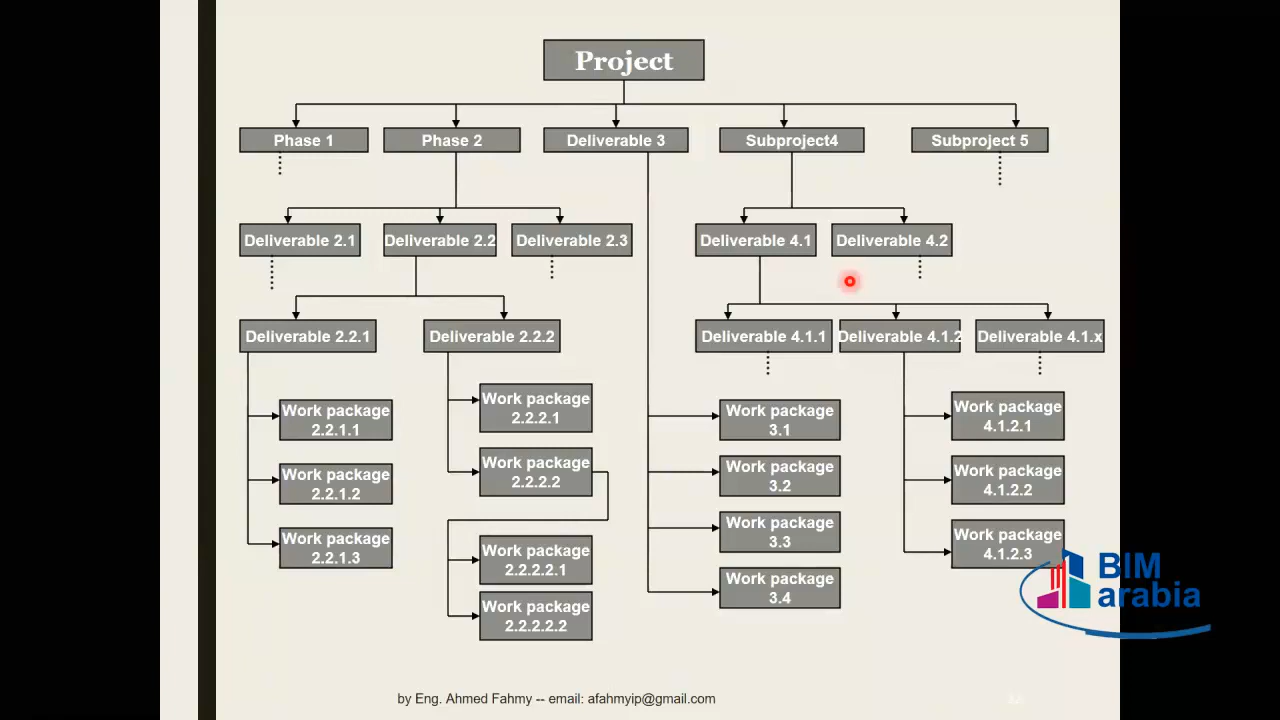 Project
Phase 1
Phase 2
Deliverable 3
Subproject4
Subproject 5
Deliverable 2.1
Deliverable 2.2
Deliverable 2.3
Deliverable 4.1
Deliverable 4.2
Deliverable 2.2.1
Deliverable 2.2.2
Deliverable 4.1.1
Deliverable 4.1.2
Deliverable 4.1.x
Work package
2.2.1.1
Work package
2.2.1.2
Work package
2.2.1.3
Work package
2.2.2.1
Work package
2.2.2.2
Work package
2.2.2.2.1
Work package
2.2.2.2.2
Work package
3.1
Work package
3.2
Work package
3.3
Work package
3.4
Work package
4.1.2.1
Work package
4.1.2.2
Work package
4.1.2.3
BIM
arabia
by Eng. Ahmed Fahmy -- email: afahmyip@gmail.com